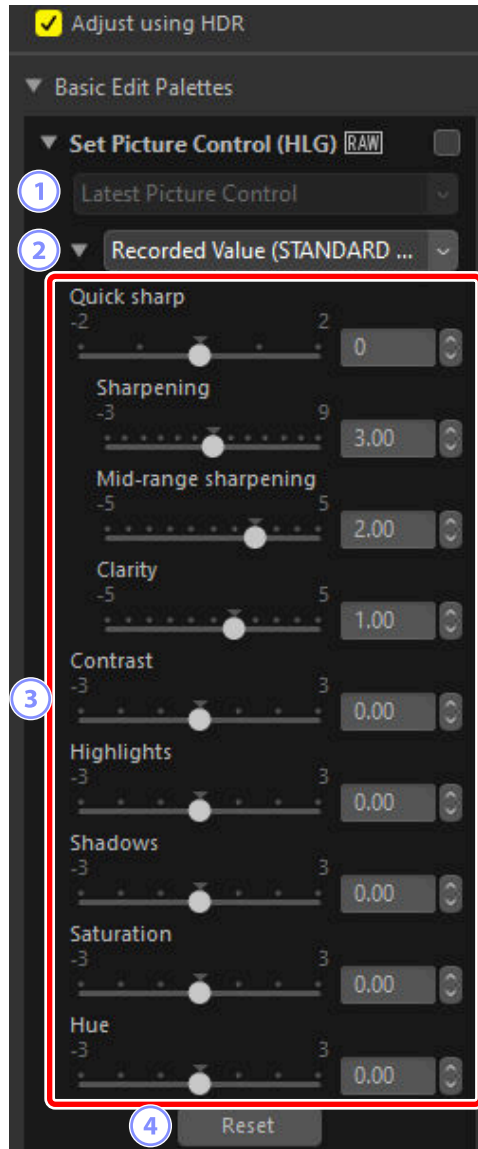 Adjust using HDR
Basic Edit Palettes
Set Picture Control (HLG) RAW
1 Latest Picture Control
2 Recorded Value (STANDARD ...
Quick sharp
-2 2
0
Sharpening
-3 9
3.00
Mid-range sharpening
-5 5
2.00
Clarity
-5 5
1.00
Contrast
3
-3 3
0.00
Highlights
-3 3
0.00
Shadows
-3 3
0.00
Saturation
-3 3
0.00
Hue
-3 3
0.00
4 Reset